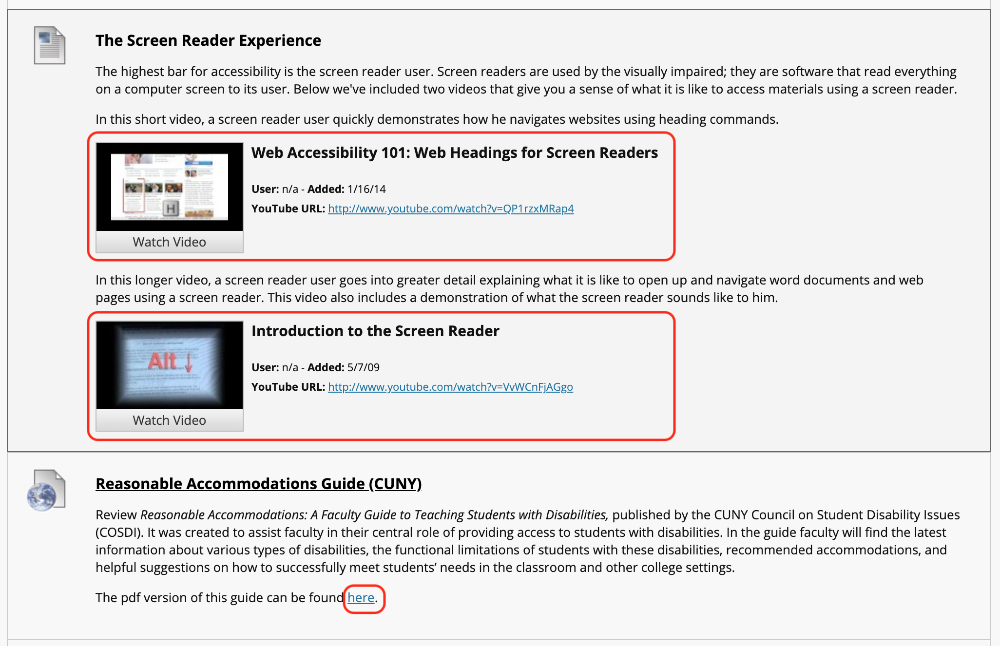 The Screen Reader Experience
The highest bar for accessibility is the screen reader user. Screen readers are used by the visually impaired; they are software that read everything
on a computer screen to its user. Below we've included two videos that give you a sense of what it is like to access materials using a screen reader.
In this short video, a screen reader user quickly demonstrates how he navigates websites using heading commands.
Web Accessibility 101: Web Headings for Screen Readers
User: n/a - Added: 1/16/14
YouTube URL: http://www.youtube.com/watch?v=QP1rzxMRap4
H
Watch Video
In this longer video, a screen reader user goes into greater detail explaining what it is like to open up and navigate word documents and web
pages using a screen reader. This video also includes a demonstration of what the screen reader sounds like to him.
Introduction to the Screen Reader
Alt
User: n/a - Added: 5/7/09
YouTube URL: http://www.youtube.com/watch?v=VvWCnFjAGgo
Watch Video
Reasonable Accommodations Guide (CUNY)
Review Reasonable Accommodations: A Faculty Guide to Teaching Students with Disabilities, published by the CUNY Council on Student Disability Issues
(COSDI). It was created to assist faculty in their central role of providing access to students with disabilities. In the guide faculty will find the latest
information about various types of disabilities, the functional limitations of students with these disabilities, recommended accommodations, and
helpful suggestions on how to successfully meet students’ needs in the classroom and other college settings.
The pdf version of this guide can be found here.